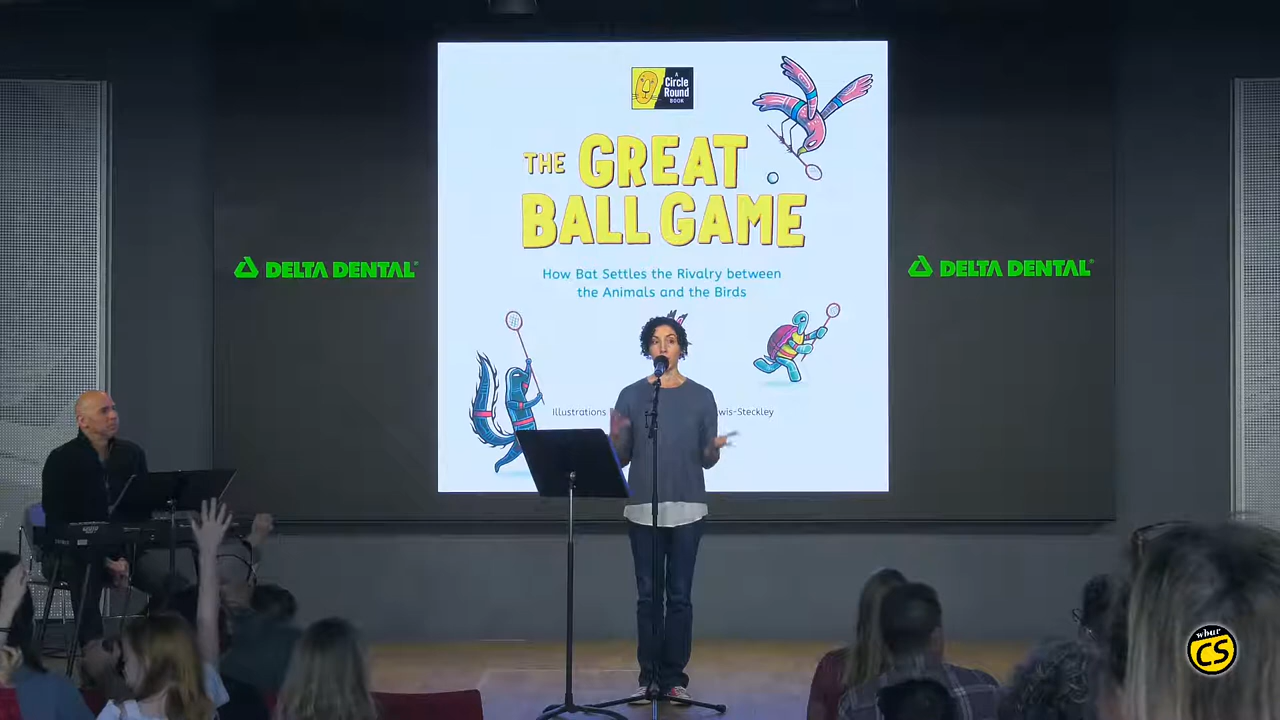 A
Circle
Round
BOOK
THE GREAT
BALL GAME
How Bat Settles the Rivalry between
the Animals and the Birds
DELTA DENTAL®
DELTA DENTAL®
Illustrations
wis-Steckley
wbur
CS